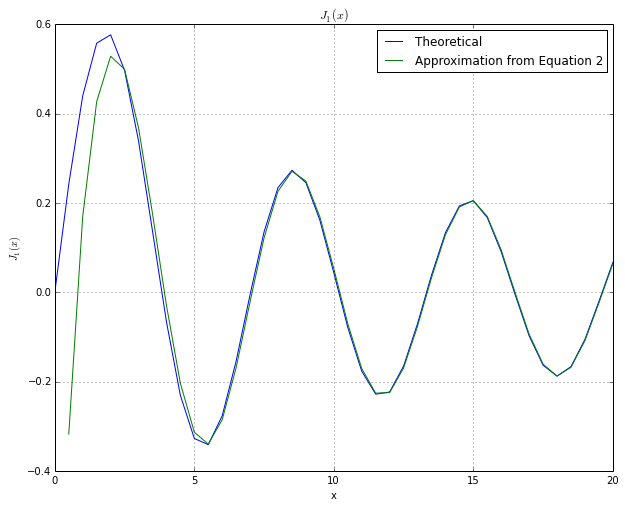 J₁(x)
Theoretical
Approximation from Equation 2
0.6
0.4
0.2
0.0
−0.2
−0.4
J₁(x)
0 5 10 15 20
x